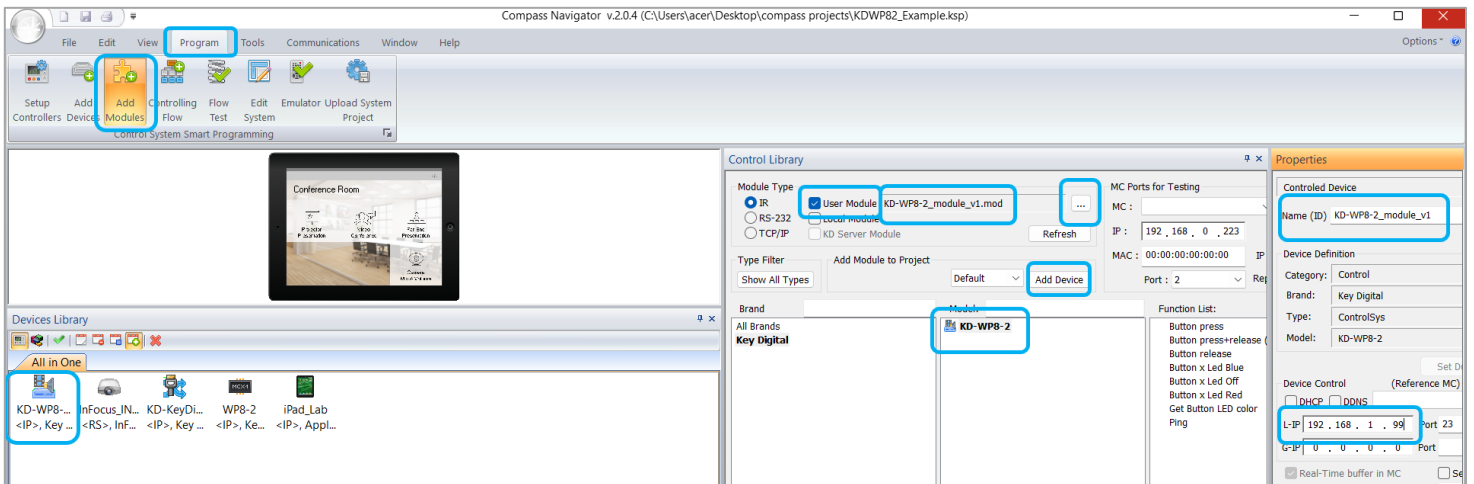 Compass Navigator v.2.0.4 (C:\Users\acer\Desktop\compass projects\KDWP82_Example.ksp)
File Edit View Program Tools Communications Window Help
Options
Setup Controllers
Add Devices
Add Modules
Controlling Flow
Flow Test
Edit System
Emulator
Upload System Project
Control System Smart Programming
Conference Room
Projector Presentation
Video Conference
Far End Presentation
Devices Library
All in One
KD-WP8-...
<IP>, Key ...
InFocus_IN...
<RS>, InF...
KD-KeyDi...
<IP>, Key ...
MCX1
WP8-2
<IP>, Ke...
iPad_Lab
<IP>, Appl...
Control Library
Module Type
IR
RS-232
TCP/IP
User Module
KD-WP8-2_module_v1.mod
...
Local Module
KD Server Module
Refresh
Type Filter
Show All Types
Add Module to Project
Default
Add Device
MC Ports for Testing
MC :
IP : 192 . 168 . 0 . 223
MAC : 00:00:00:00:00:00 IP
Port : 2
Brand
All Brands
Key Digital
Model:
KD-WP8-2
Function List:
Button press
Button press+release (
Button release
Button x Led Blue
Button x Led Off
Button x Led Red
Get Button LED color
Ping
Properties
Controled Device
Name (ID) KD-WP8-2_module_v1
Device Definition
Category: Control
Brand: Key Digital
Type: ControlSys
Model: KD-WP8-2
Device Control (Reference MC)
DHCP DDNS
L-IP 192 . 168 . 1 . 99 Port 23
G-IP 0 . 0 . 0 . 0 Port
Real-Time buffer in MC